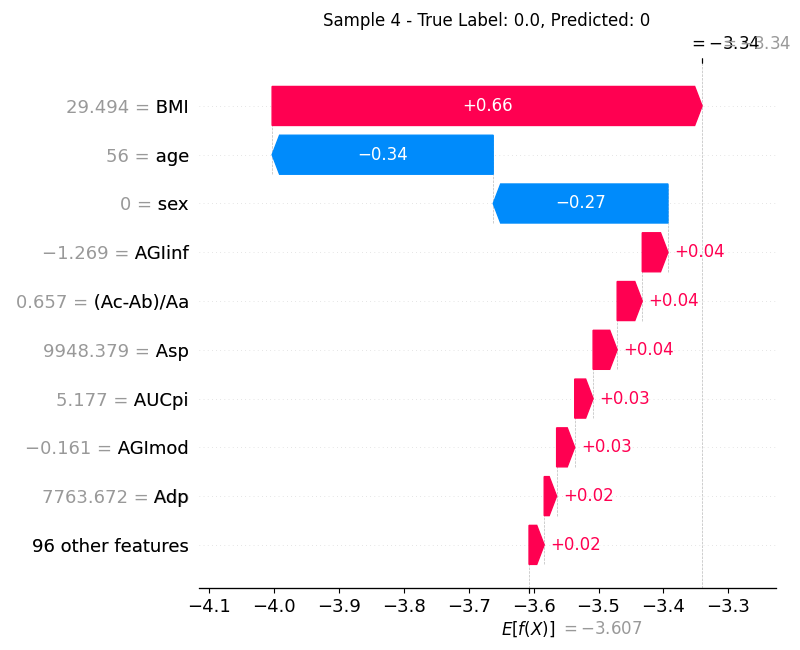 Sample 4 - True Label: 0.0, Predicted: 0
= −3.34
29.494 = BMI +0.66
56 = age −0.34
0 = sex −0.27
−1.269 = AGIinf +0.04
0.657 = (Ac-Ab)/Aa +0.04
9948.379 = Asp +0.04
5.177 = AUCpi +0.03
−0.161 = AGImod +0.03
7763.672 = Adp +0.02
96 other features +0.02
−4.1 −4.0 −3.9 −3.8 −3.7 −3.6 −3.5 −3.4 −3.3
E[f(X)] = −3.607